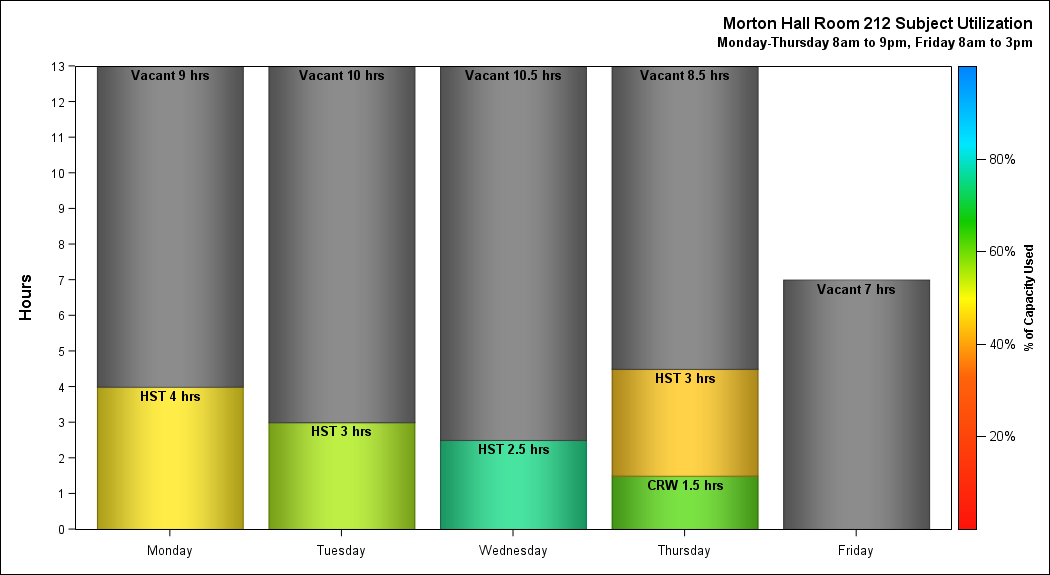 Morton Hall Room 212 Subject Utilization
Monday-Thursday 8am to 9pm, Friday 8am to 3pm
Hours
13
12
11
10
9
8
7
6
5
4
3
2
1
0
Vacant 9 hrs
HST 4 hrs
Vacant 10 hrs
HST 3 hrs
Vacant 10.5 hrs
HST 2.5 hrs
Vacant 8.5 hrs
HST 3 hrs
CRW 1.5 hrs
Vacant 7 hrs
Monday
Tuesday
Wednesday
Thursday
Friday
80%
60%
40%
20%
% of Capacity Used